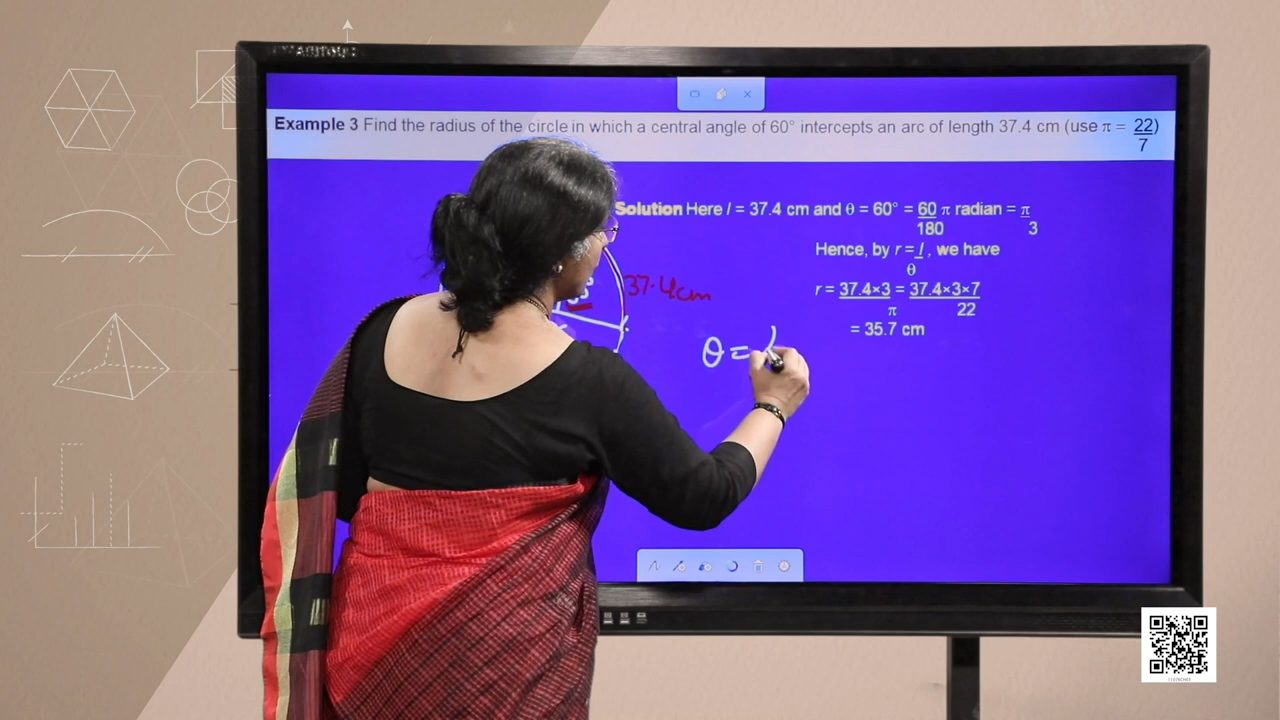 Example 3 Find the radius of the circle in which a central angle of 60° intercepts an arc of length 37.4 cm (use π = 22/7)
Solution Here l = 37.4 cm and θ = 60° = 60/180 π radian = π/3
Hence, by r = l/θ, we have
r = 37.4×3/π = 37.4×3×7/22
= 35.7 cm
37.4cm
θ = l